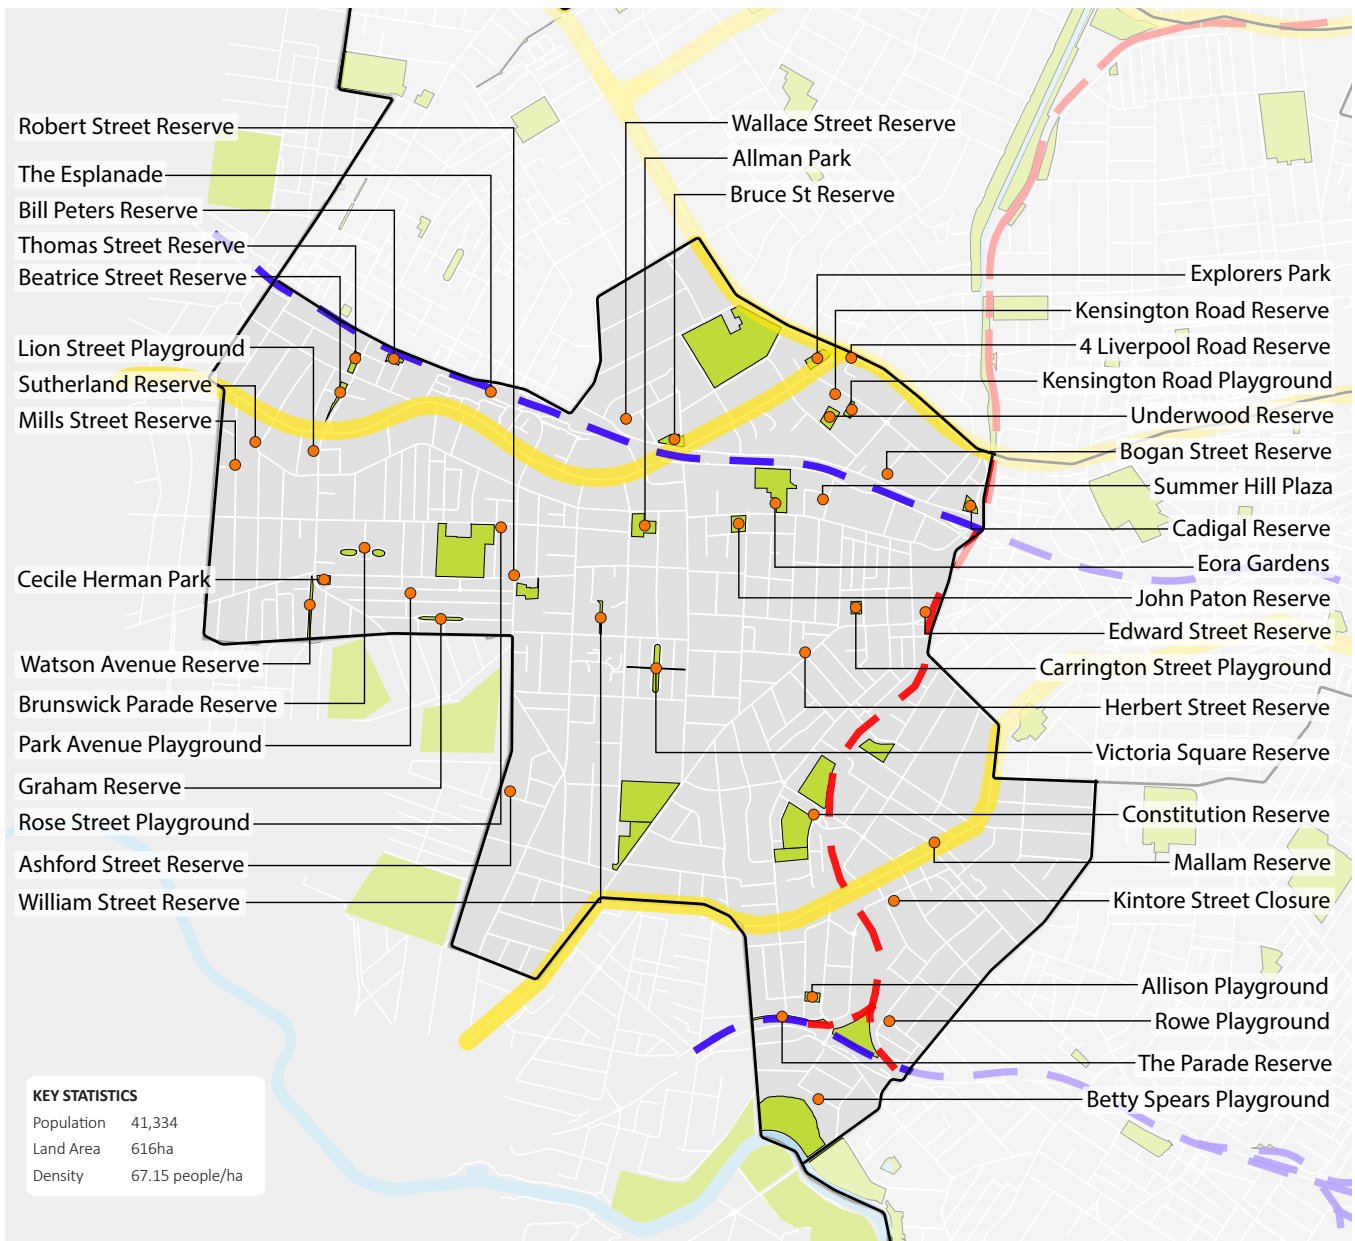 Robert Street Reserve
The Esplanade
Bill Peters Reserve
Thomas Street Reserve
Beatrice Street Reserve
Lion Street Playground
Sutherland Reserve
Mills Street Reserve
Cecile Herman Park
Watson Avenue Reserve
Brunswick Parade Reserve
Park Avenue Playground
Graham Reserve
Rose Street Playground
Ashford Street Reserve
William Street Reserve
Wallace Street Reserve
Allman Park
Bruce St Reserve
Explorers Park
Kensington Road Reserve
4 Liverpool Road Reserve
Kensington Road Playground
Underwood Reserve
Bogan Street Reserve
Summer Hill Plaza
Cadigal Reserve
Eora Gardens
John Paton Reserve
Edward Street Reserve
Carrington Street Playground
Herbert Street Reserve
Victoria Square Reserve
Constitution Reserve
Mallam Reserve
Kintore Street Closure
Allison Playground
Rowe Playground
The Parade Reserve
Betty Spears Playground
KEY STATISTICS
Population 41,334
Land Area 616ha
Density 67.15 people/ha